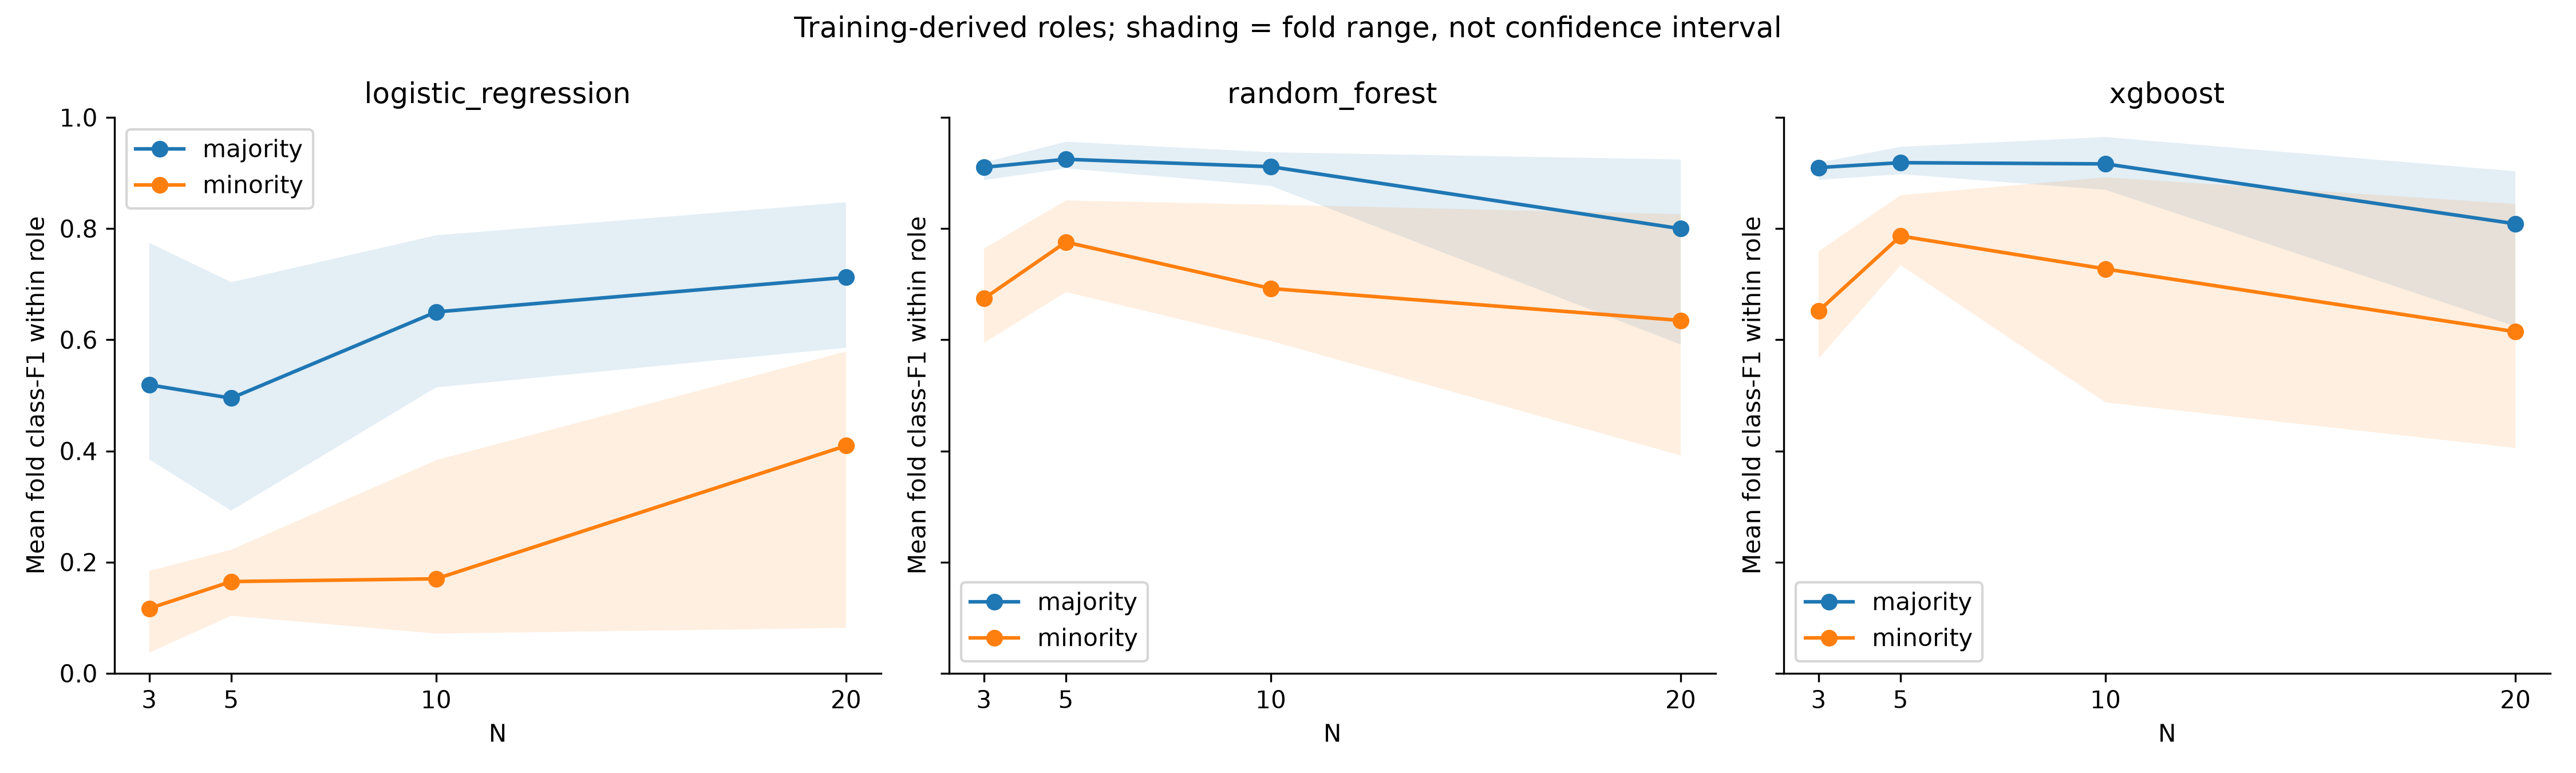 Training-derived roles; shading = fold range, not confidence interval
logistic_regression
Mean fold class-F1 within role
1.0
0.8
0.6
0.4
0.2
0.0
majority
minority
3 5 10 20
N
random_forest
Mean fold class-F1 within role
majority
minority
3 5 10 20
N
xgboost
Mean fold class-F1 within role
majority
minority
3 5 10 20
N